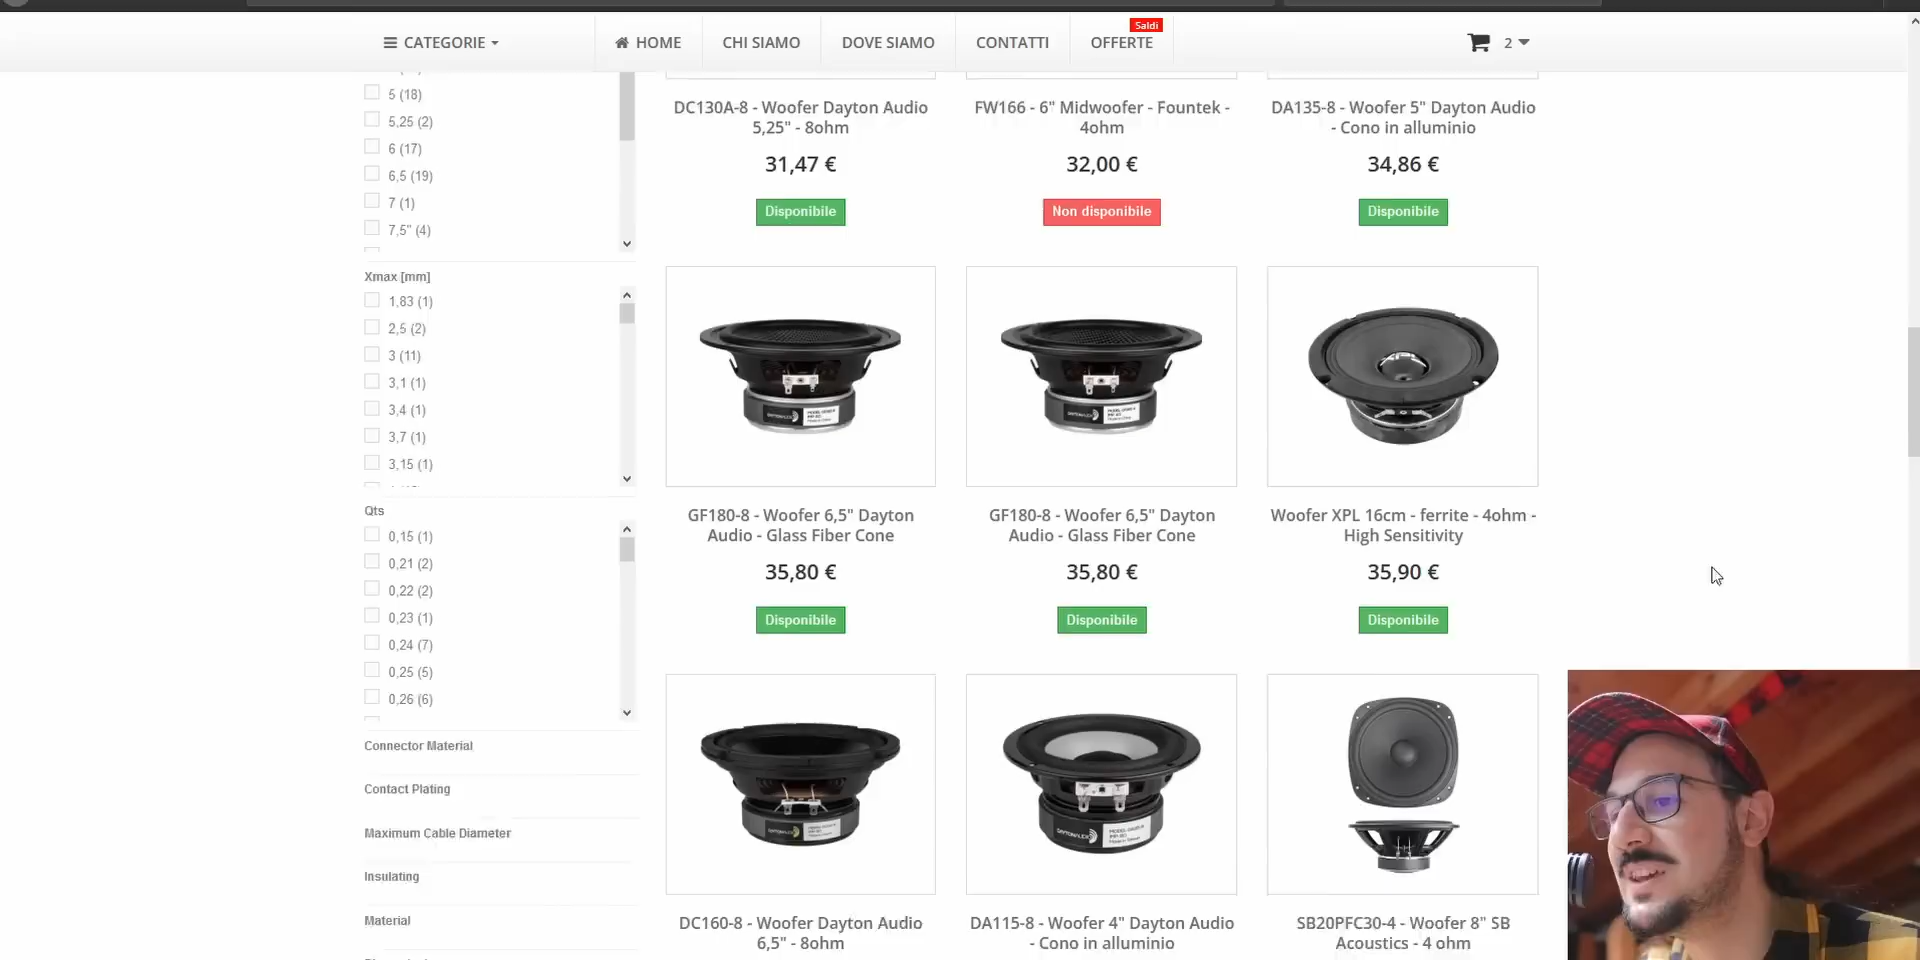 CATEGORIE
HOME
CHI SIAMO
DOVE SIAMO
CONTATTI
Saldi
OFFERTE
2
5 (18)
5,25 (2)
6 (17)
6,5 (19)
7 (1)
7,5" (4)
Xmax [mm]
1,83 (1)
2,5 (2)
3 (11)
3,1 (1)
3,4 (1)
3,7 (1)
3,15 (1)
Qts
0,15 (1)
0,21 (2)
0,22 (2)
0,23 (1)
0,24 (7)
0,25 (5)
0,26 (6)
Connector Material
Contact Plating
Maximum Cable Diameter
Insulating
Material
DC130A-8 - Woofer Dayton Audio
5,25" - 8ohm
31,47 €
Disponibile
FW166 - 6" Midwoofer - Fountek -
4ohm
32,00 €
Non disponibile
DA135-8 - Woofer 5" Dayton Audio
- Cono in alluminio
34,86 €
Disponibile
GF180-8 - Woofer 6,5" Dayton
Audio - Glass Fiber Cone
35,80 €
Disponibile
GF180-8 - Woofer 6,5" Dayton
Audio - Glass Fiber Cone
35,80 €
Disponibile
Woofer XPL 16cm - ferrite - 4ohm -
High Sensitivity
35,90 €
Disponibile
DC160-8 - Woofer Dayton Audio
6,5" - 8ohm
DAYTON AUDIO
DA115-8 - Woofer 4" Dayton Audio
- Cono in alluminio
SB20PFC30-4 - Woofer 8" SB
Acoustics - 4 ohm